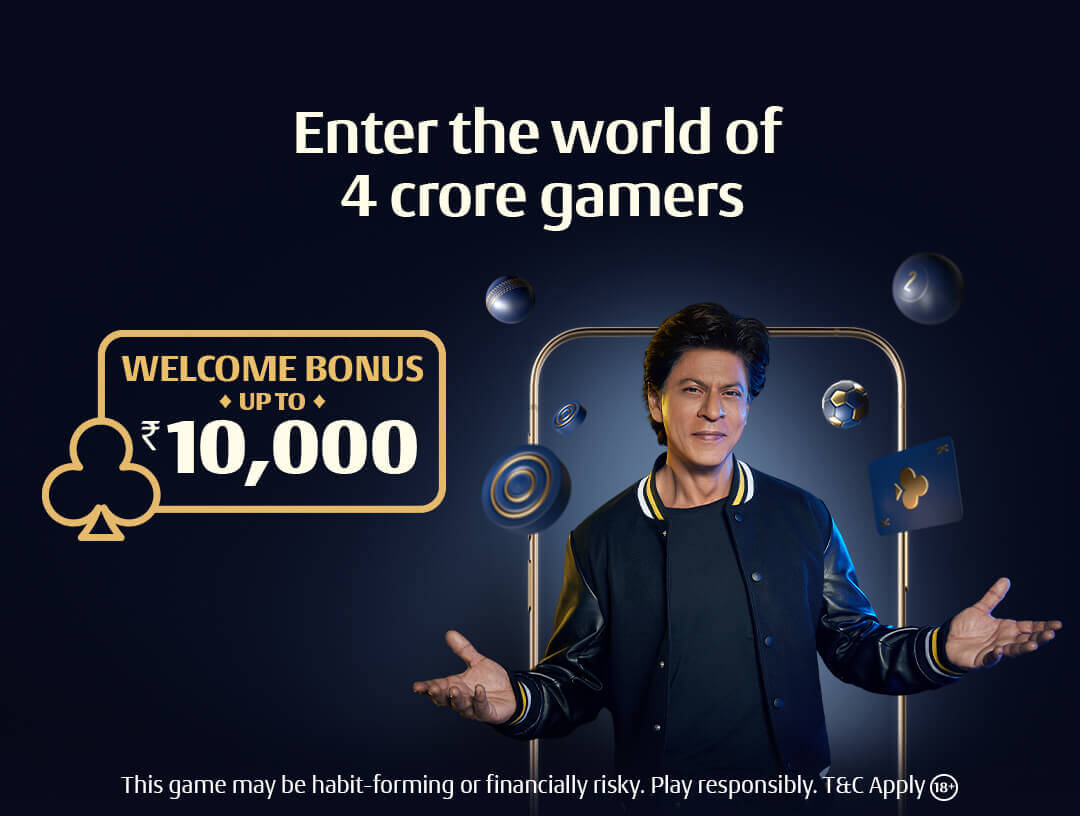 Enter the world of
4 crore gamers
WELCOME BONUS
♦ UP TO ♦
₹10,000
2
This game may be habit-forming or financially risky. Play responsibly. T&C Apply 18+